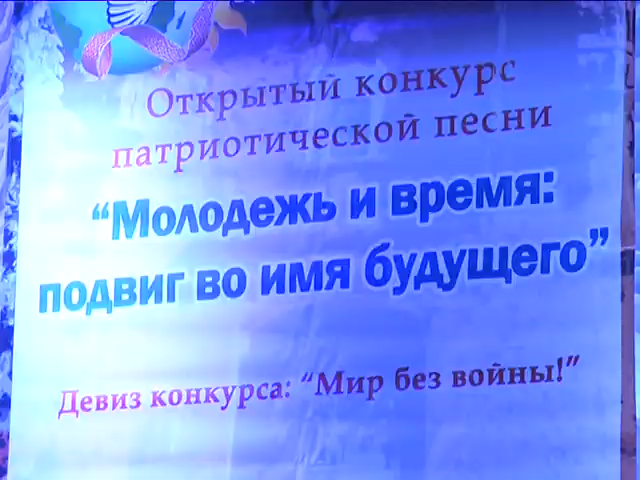 Открытый конкурс
патриотической песни
“Молодежь и время:
подвиг во имя будущего”
Девиз конкурса: “Мир без войны!”